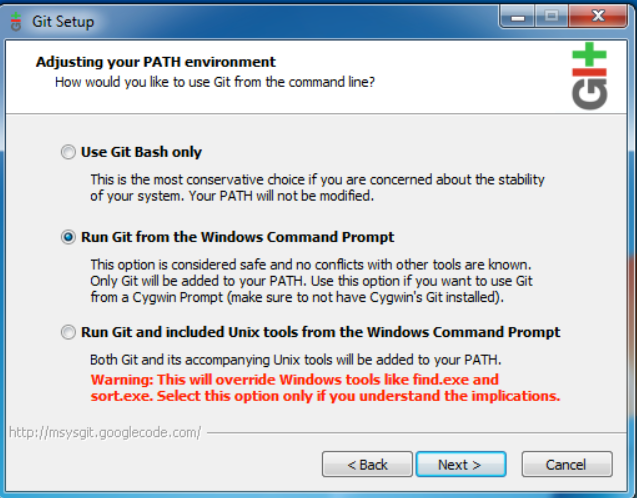 Git Setup
Adjusting your PATH environment
How would you like to use Git from the command line?
Git
Use Git Bash only
This is the most conservative choice if you are concerned about the stability
of your system. Your PATH will not be modified.
Run Git from the Windows Command Prompt
This option is considered safe and no conflicts with other tools are known.
Only Git will be added to your PATH. Use this option if you want to use Git
from a Cygwin Prompt (make sure to not have Cygwin's Git installed).
Run Git and included Unix tools from the Windows Command Prompt
Both Git and its accompanying Unix tools will be added to your PATH.
Warning: This will override Windows tools like find.exe and
sort.exe. Select this option only if you understand the implications.
http://msysgit.googlecode.com/
< Back Next > Cancel